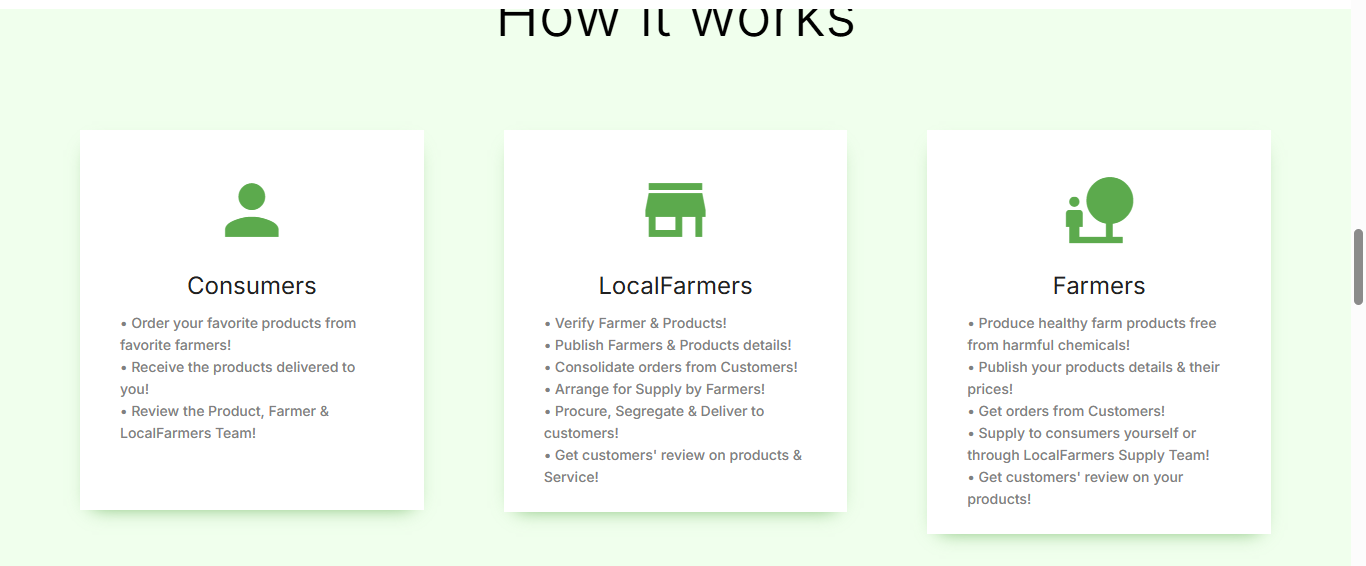 How it works
Consumers
• Order your favorite products from
favorite farmers!
• Receive the products delivered to
you!
• Review the Product, Farmer &
LocalFarmers Team!
LocalFarmers
• Verify Farmer & Products!
• Publish Farmers & Products details!
• Consolidate orders from Customers!
• Arrange for Supply by Farmers!
• Procure, Segregate & Deliver to
customers!
• Get customers' review on products &
Service!
Farmers
• Produce healthy farm products free
from harmful chemicals!
• Publish your products details & their
prices!
• Get orders from Customers!
• Supply to consumers yourself or
through LocalFarmers Supply Team!
• Get customers' review on your
products!